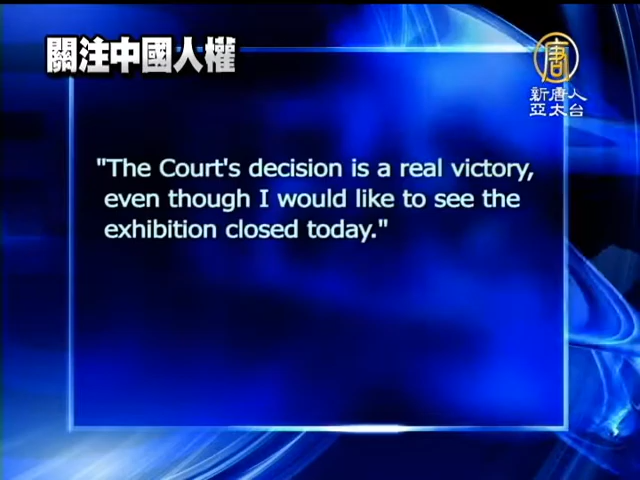 關注中國人權
唐
新唐人
亞太台
"The Court's decision is a real victory,
even though I would like to see the
exhibition closed today."